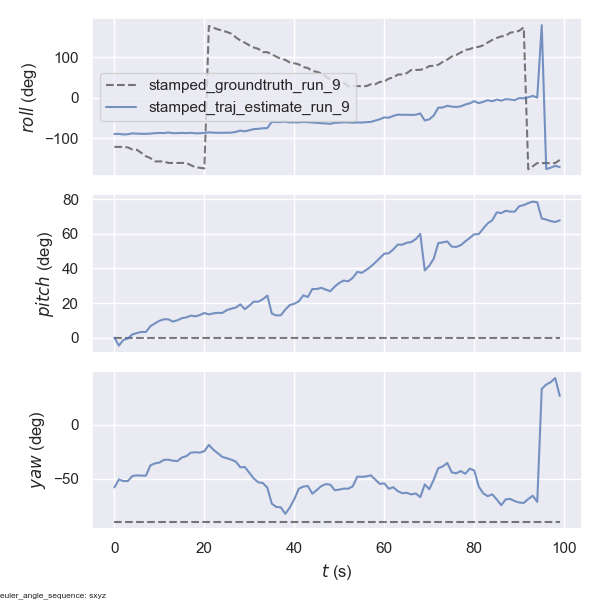 100
0
−100
roll (deg)
stamped_groundtruth_run_9
stamped_traj_estimate_run_9
80
60
40
20
0
pitch (deg)
0
−50
yaw (deg)
0 20 40 60 80 100
t (s)
euler_angle_sequence: sxyz